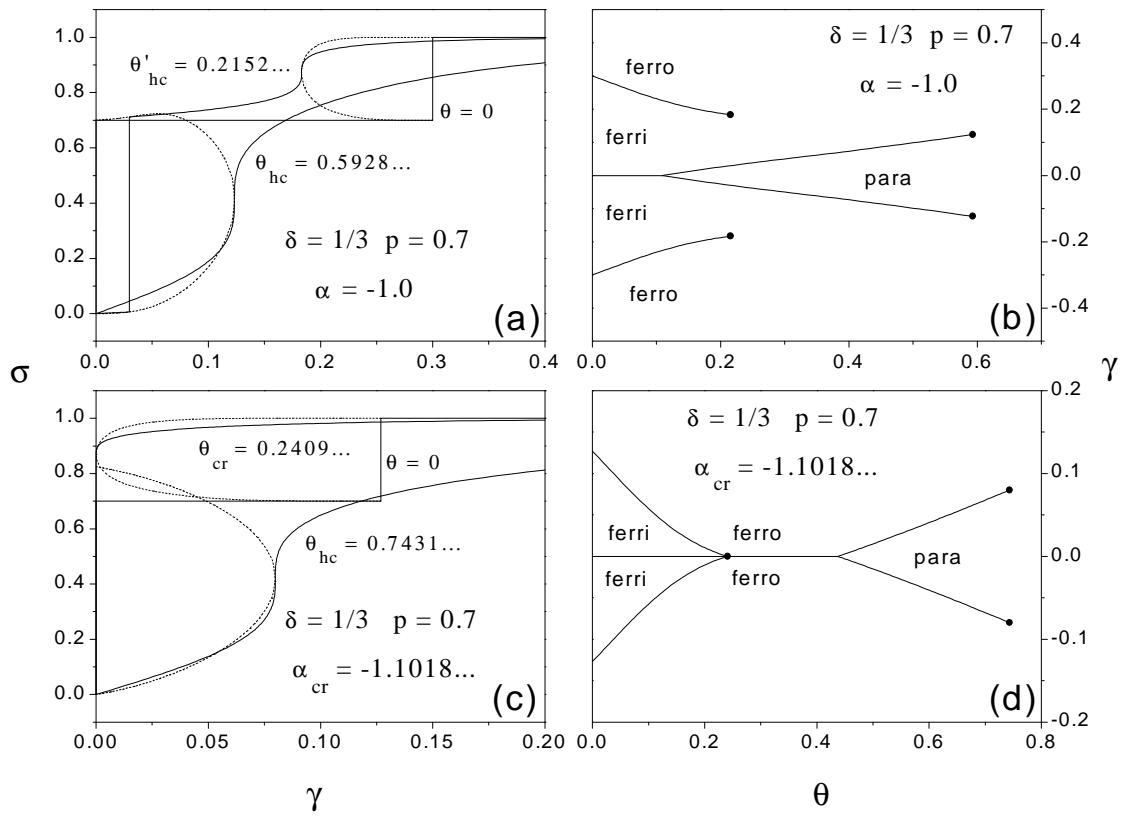 1.0
0.8
0.6
0.4
0.2
0.0
0.0
0.1
0.2
0.3
0.4
θ'hc = 0.2152...
θ = 0
θhc = 0.5928...
δ = 1/3 p = 0.7
α = -1.0
(a)
δ = 1/3 p = 0.7
α = -1.0
ferro
ferri
para
ferri
ferro
(b)
0.4
0.2
0.0
-0.2
-0.4
0.0
0.2
0.4
0.6
σ
γ
1.0
0.8
0.6
0.4
0.2
0.0
0.00
0.05
0.10
0.15
0.20
θcr = 0.2409...
θ = 0
θhc = 0.7431...
δ = 1/3 p = 0.7
αcr = -1.1018...
(c)
δ = 1/3 p = 0.7
αcr = -1.1018...
ferri
ferro
para
ferri
ferro
(d)
0.2
0.1
0.0
-0.1
-0.2
0.0
0.2
0.4
0.6
0.8
γ
θ